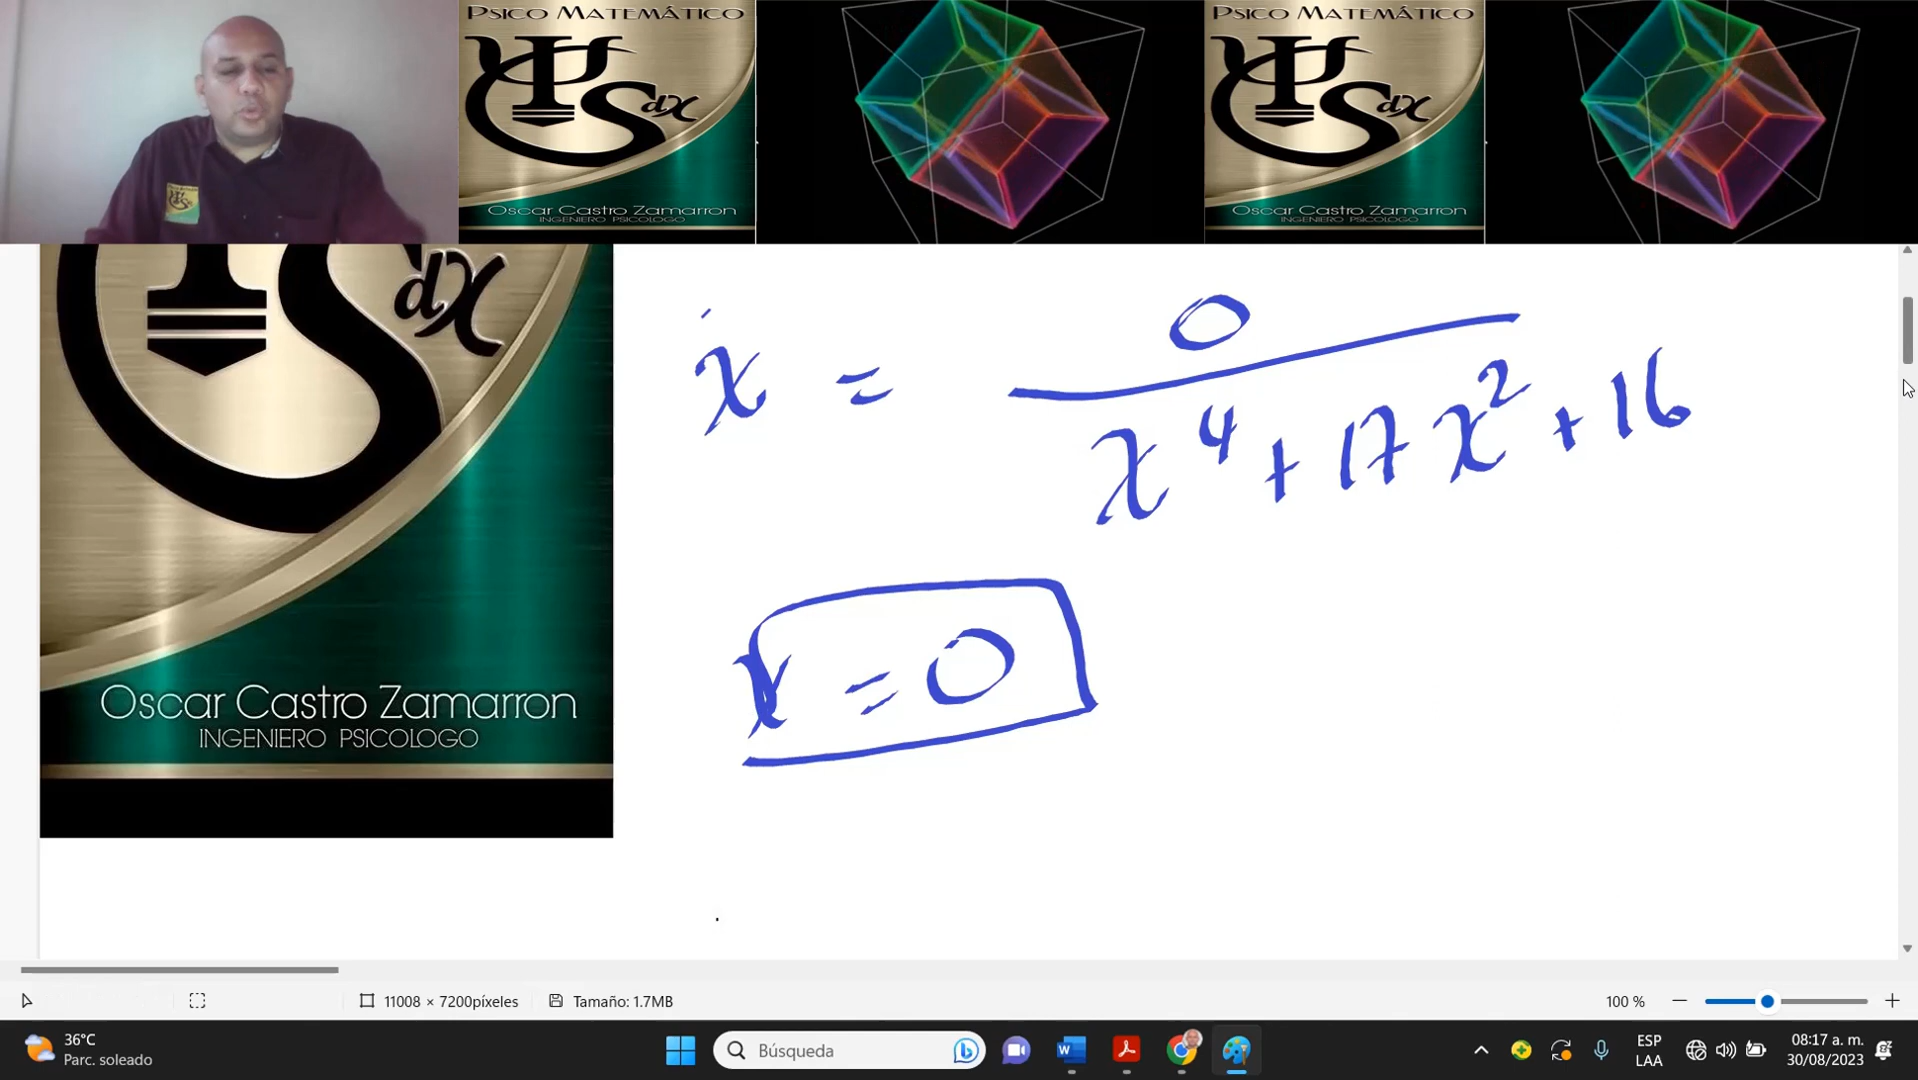 PSICO MATEMÁTICO
dx
Oscar Castro Zamarron
INGENIERO PSICOLOGO
PSICO MATEMÁTICO
dx
Oscar Castro Zamarron
INGENIERO PSICOLOGO
dx
Oscar Castro Zamarron
INGENIERO PSICOLOGO
x = 0
x⁴ + 17x² + 16
x = 0
11008 × 7200píxeles
Tamaño: 1.7MB
100 %
36°C
Parc. soleado
Búsqueda
ESP
LAA
08:17 a. m.
30/08/2023